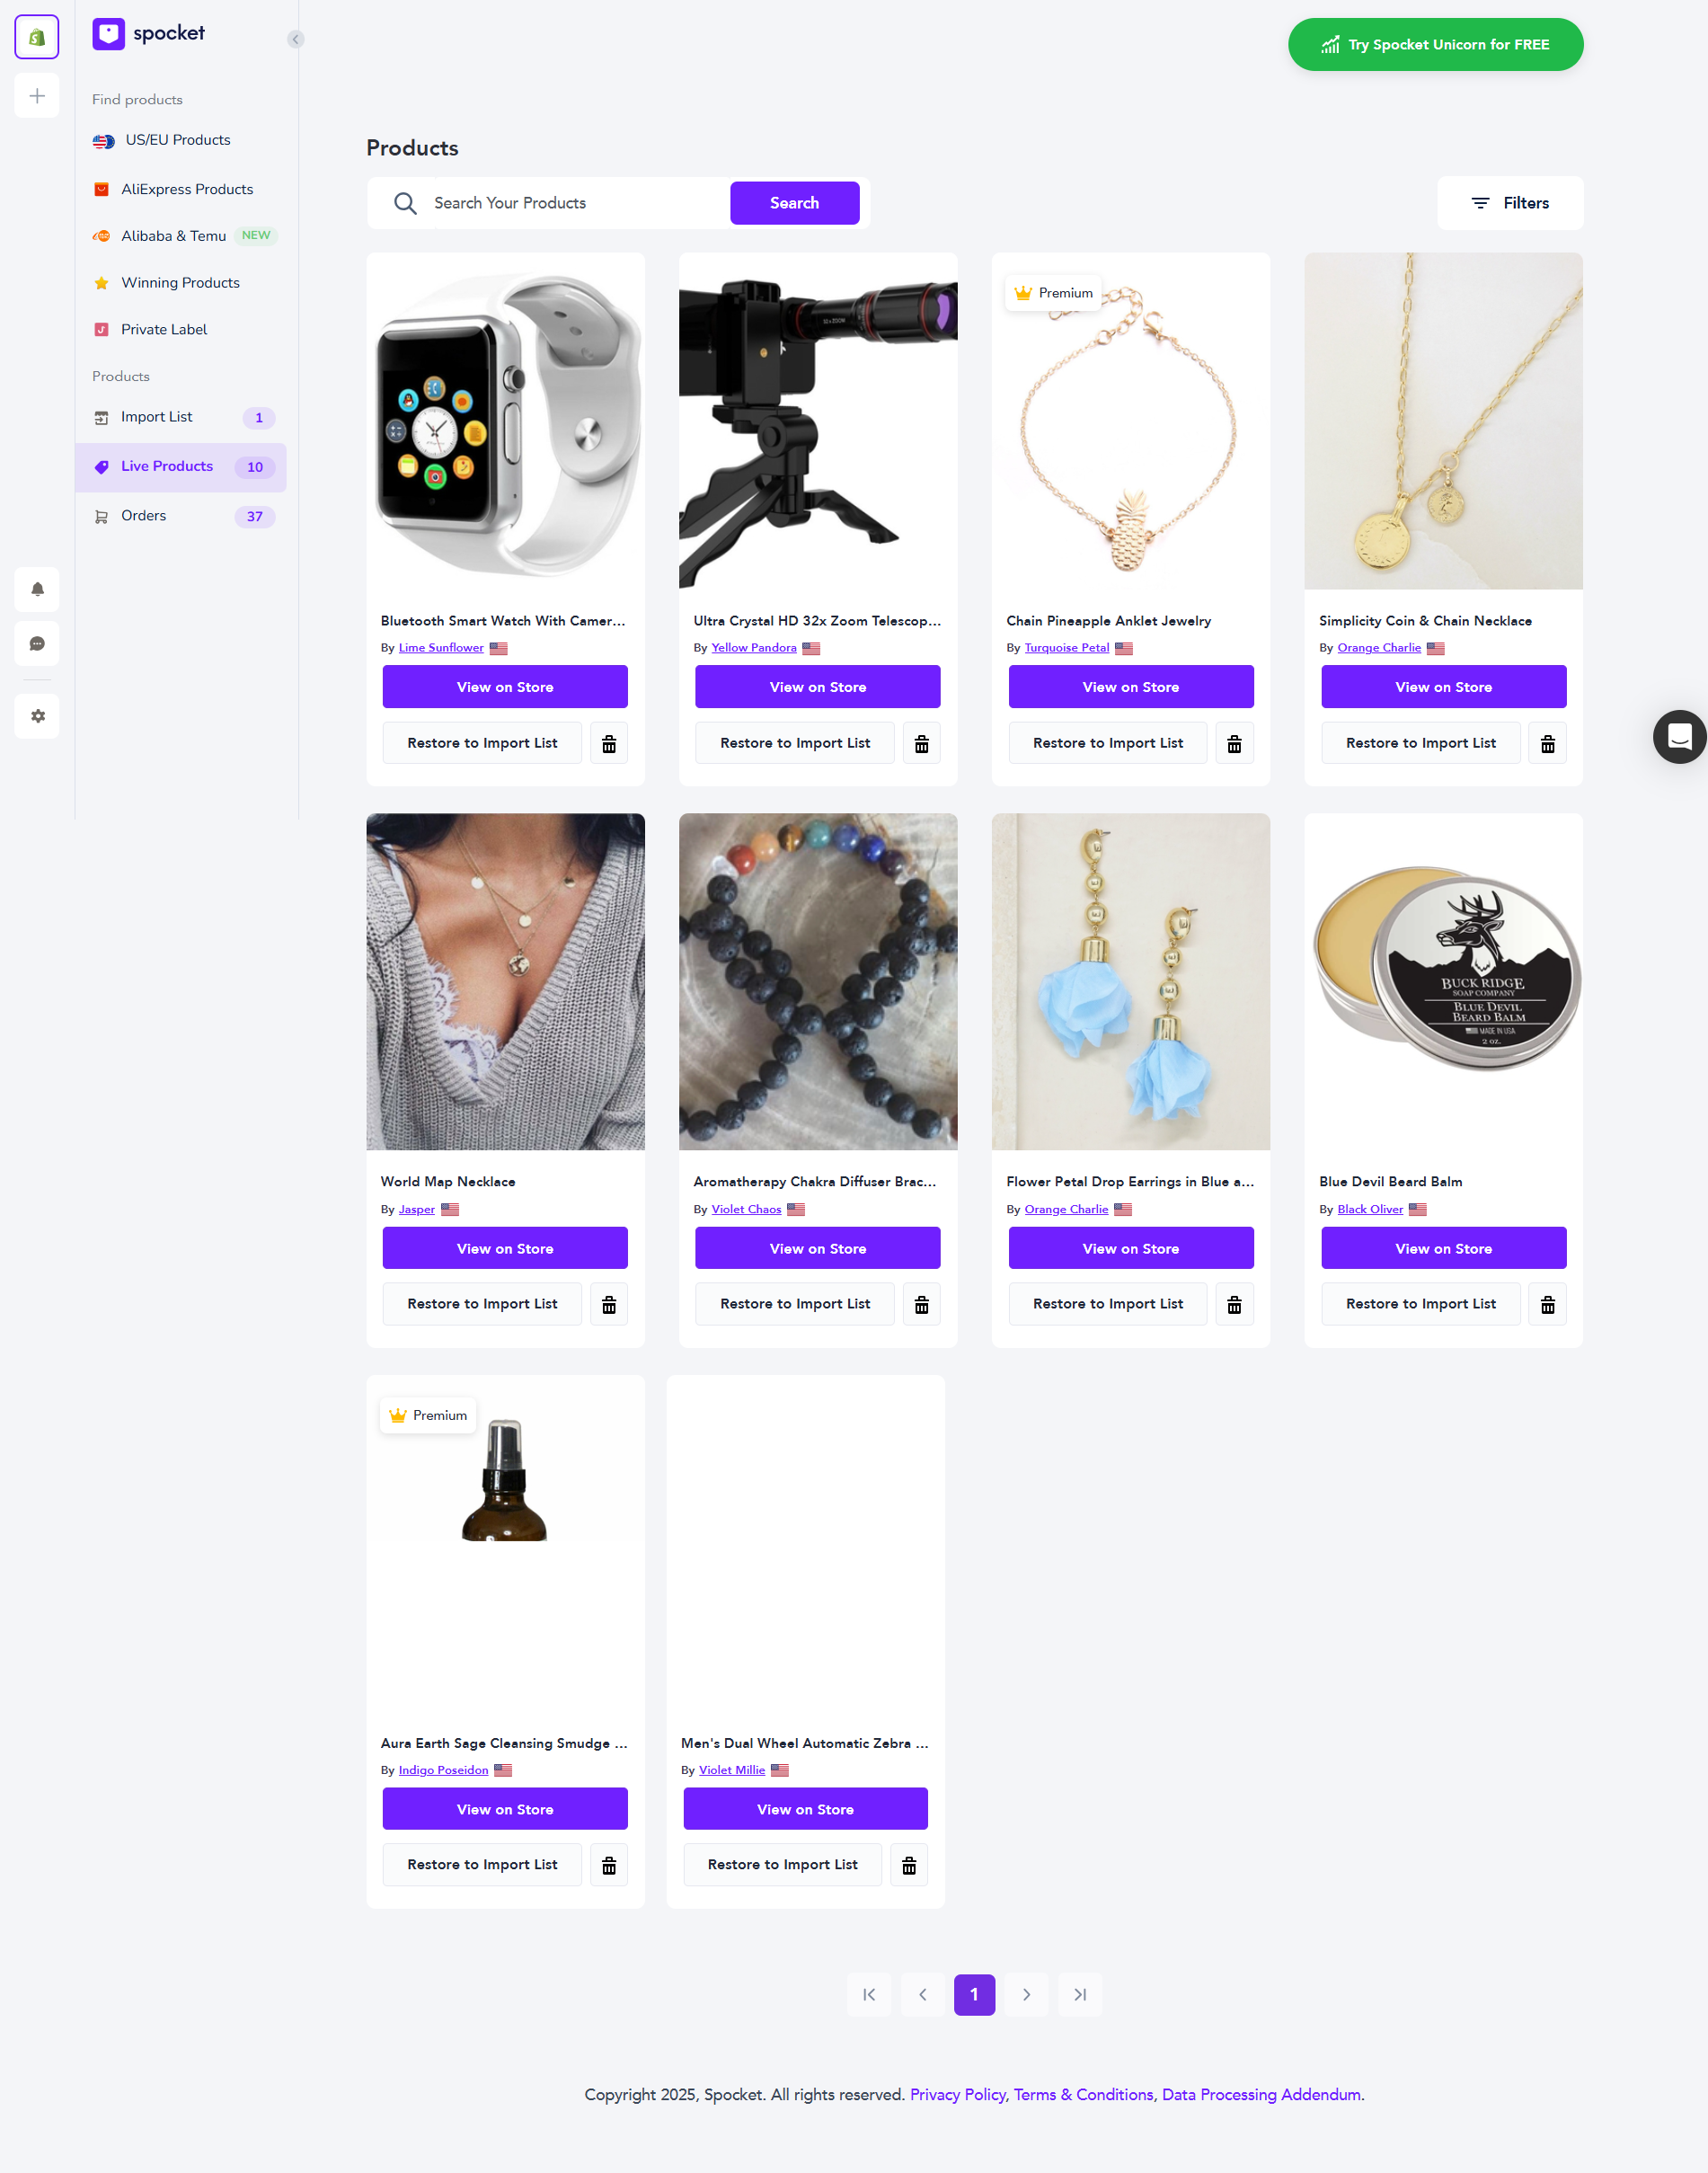 spocket
Try Spocket Unicorn for FREE
Find products
US/EU Products
AliExpress Products
Alibaba & Temu NEW
Winning Products
Private Label
Products
Import List 1
Live Products 10
Orders 37
Products
Search Your Products
Search
Filters
Premium
Bluetooth Smart Watch With Camer...
By Lime Sunflower
View on Store
Restore to Import List
Ultra Crystal HD 32x Zoom Telescop...
By Yellow Pandora
View on Store
Restore to Import List
Chain Pineapple Anklet Jewelry
By Turquoise Petal
View on Store
Restore to Import List
Simplicity Coin & Chain Necklace
By Orange Charlie
View on Store
Restore to Import List
BUCK RIDGE
SOAP COMPANY
BLUE DEVIL
BEARD BALM
MADE IN USA
2 OZ.
World Map Necklace
By Jasper
View on Store
Restore to Import List
Aromatherapy Chakra Diffuser Brac...
By Violet Chaos
View on Store
Restore to Import List
Flower Petal Drop Earrings in Blue a...
By Orange Charlie
View on Store
Restore to Import List
Blue Devil Beard Balm
By Black Oliver
View on Store
Restore to Import List
Premium
Aura Earth Sage Cleansing Smudge ...
By Indigo Poseidon
View on Store
Restore to Import List
Men's Dual Wheel Automatic Zebra ...
By Violet Millie
View on Store
Restore to Import List
1
Copyright 2025, Spocket. All rights reserved. Privacy Policy, Terms & Conditions, Data Processing Addendum.